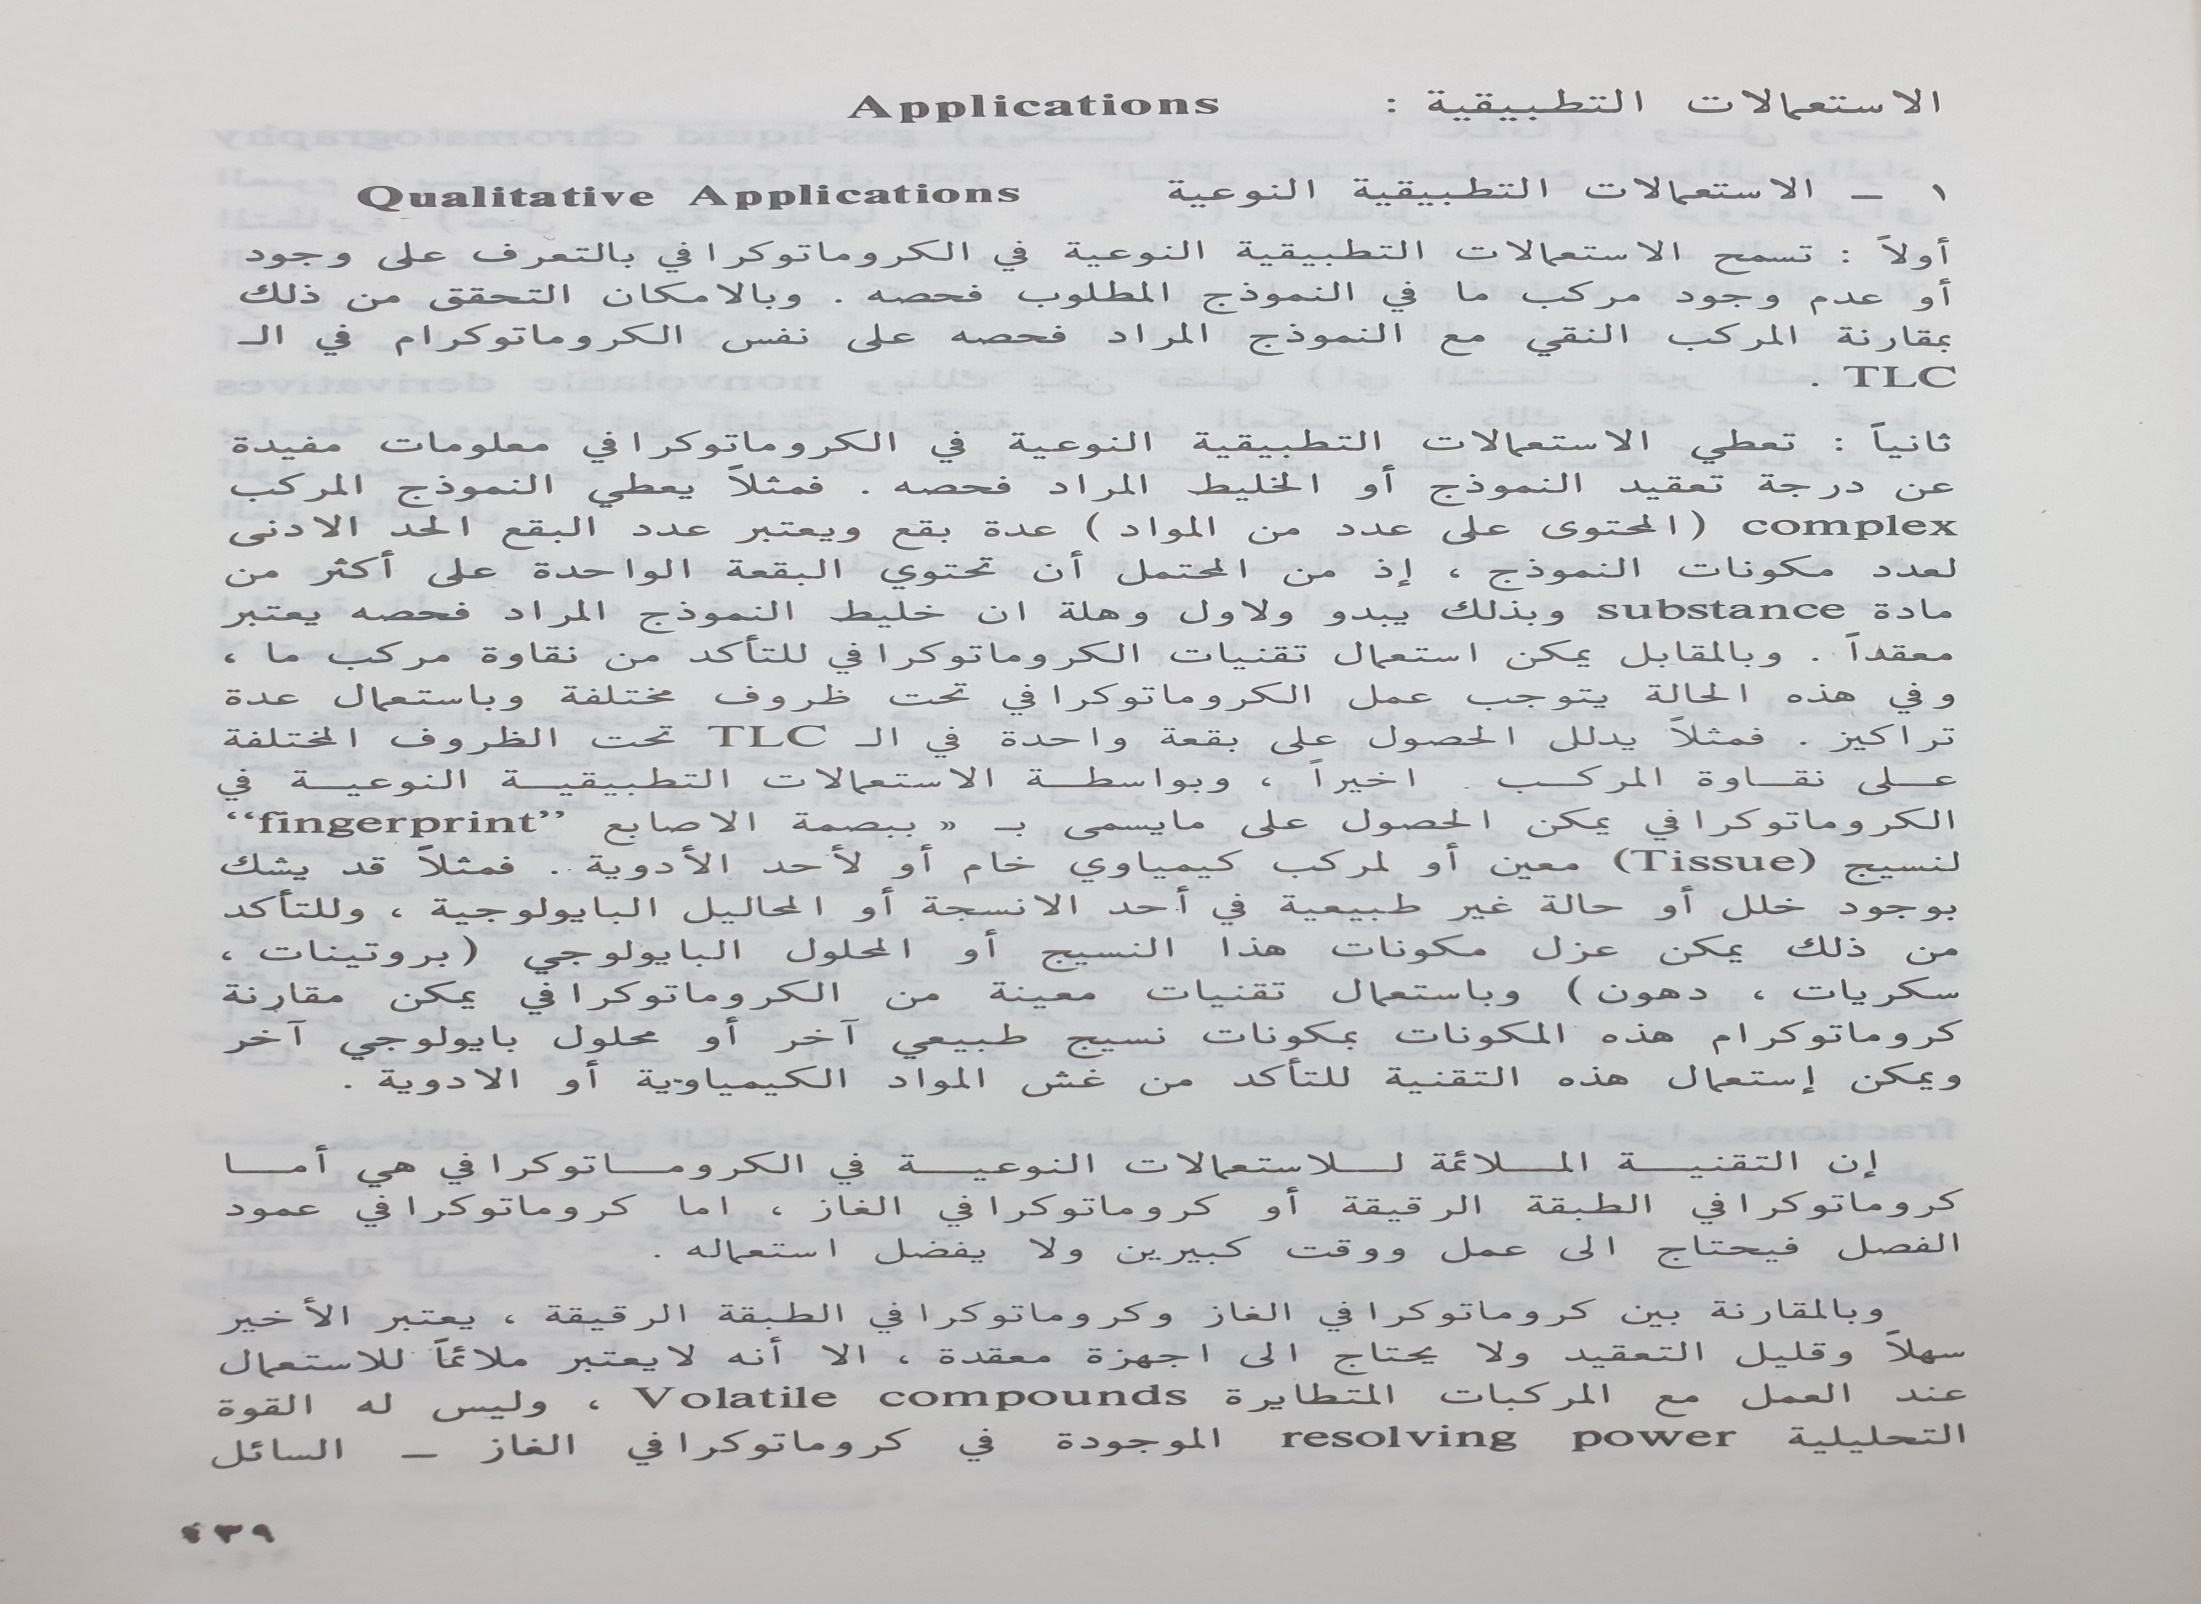 الاستعمالات التطبيقية : Applications
١ - الاستعمالات التطبيقية النوعية Qualitative Applications
أولاً : تسمح الاستعمالات التطبيقية النوعية في الكروماتوكرافي بالتعرف على وجود
أو عدم وجود مركب ما في النموذج المطلوب فحصه . وبالامكان التحقق من ذلك
بمقارنة المركب النقي مع النموذج المراد فحصه على نفس الكروماتوكرام في الـ
TLC .
ثانياً : تعطي الاستعمالات التطبيقية النوعية في الكروماتوكرافي معلومات مفيدة
عن درجة تعقيد النموذج أو الخليط المراد فحصه . فمثلاً يعطي النموذج المركب
complex (المحتوى على عدد من المواد) عدة بقع ويعتبر عدد البقع الحد الادنى
لعدد مكونات النموذج ، إذ من المحتمل أن تحتوي البقعة الواحدة على أكثر من
مادة substance وبذلك يبدو ولاول وهلة ان خليط النموذج المراد فحصه يعتبر
معقداً . وبالمقابل يمكن استعمال تقنيات الكروماتوكرافي للتأكد من نقاوة مركب ما ،
وفي هذه الحالة يتوجب عمل الكروماتوكرافي تحت ظروف مختلفة وباستعمال عدة
تراكيز . فمثلاً يدلل الحصول على بقعة واحدة في الـ TLC تحت الظروف المختلفة
على نقاوة المركب . اخيراً ، وبواسطة الاستعمالات التطبيقية النوعية في
الكروماتوكرافي يمكن الحصول على مايسمى بـ « ببصمة الاصابع “fingerprint”
لنسيج (Tissue) معين أو لمركب كيمياوي خام أو لأحد الأدوية . فمثلاً قد يشك
بوجود خلل أو حالة غير طبيعية في أحد الانسجة أو المحاليل البايولوجية ، وللتأكد
من ذلك يمكن عزل مكونات هذا النسيج أو المحلول البايولوجي (بروتينات ،
سكريات ، دهون) وباستعمال تقنيات معينة من الكروماتوكرافي يمكن مقارنة
كروماتوكرام هذه المكونات بمكونات نسيج طبيعي آخر أو محلول بايولوجي آخر
ويمكن إستعمال هذه التقنية للتأكد من غش المواد الكيمياوية أو الادوية .
إن التقنية الملائمة للاستعمالات النوعية في الكروماتوكرافي هي أما
كروماتوكرافي الطبقة الرقيقة أو كروماتوكرافي الغاز ، اما كروماتوكرافي عمود
الفصل فيحتاج الى عمل ووقت كبيرين ولا يفضل استعماله .
وبالمقارنة بين كروماتوكرافي الغاز وكروماتوكرافي الطبقة الرقيقة ، يعتبر الأخير
سهلاً وقليل التعقيد ولا يحتاج الى اجهزة معقدة ، الا أنه لايعتبر ملائماً للاستعمال
عند العمل مع المركبات المتطايرة Volatile compounds ، وليس له القوة
التحليلية resolving power الموجودة في كروماتوكرافي الغاز - السائل
٤٣٩